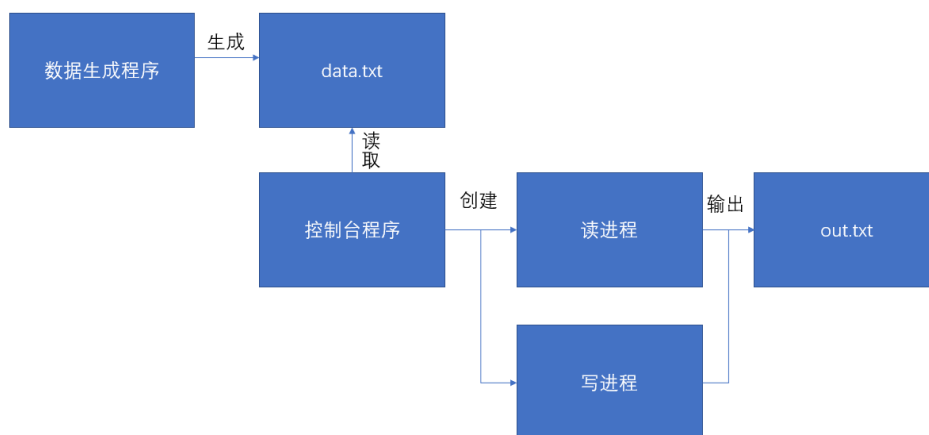 数据生成程序
生成
data.txt
读
取
控制台程序
创建
读进程
输出
out.txt
写进程